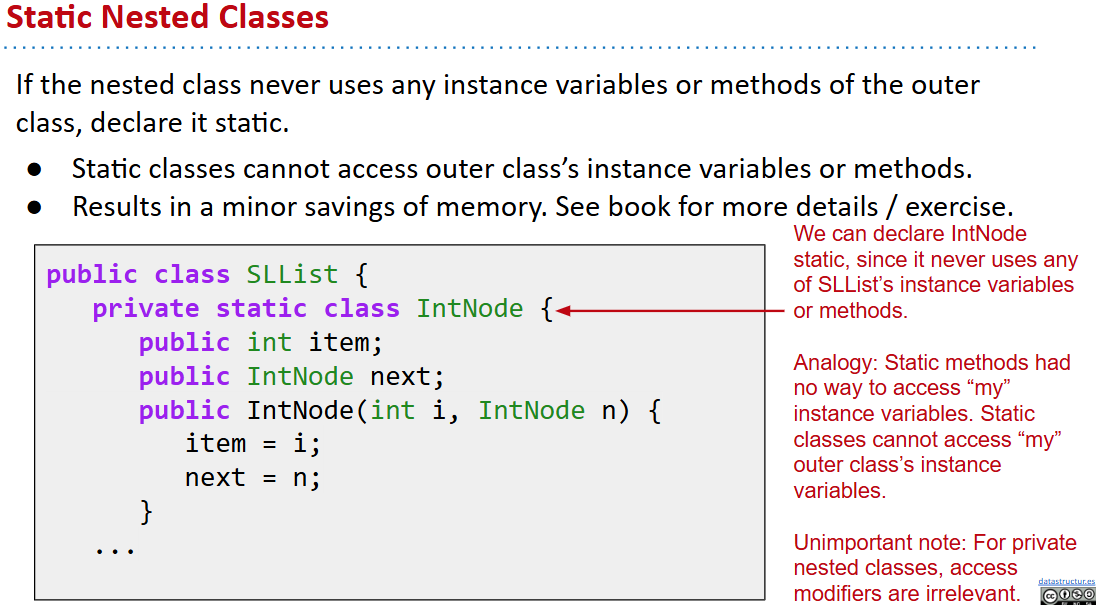 Static Nested Classes
If the nested class never uses any instance variables or methods of the outer
class, declare it static.
● Static classes cannot access outer class’s instance variables or methods.
● Results in a minor savings of memory. See book for more details / exercise.
public class SLList {
private static class IntNode {
public int item;
public IntNode next;
public IntNode(int i, IntNode n) {
item = i;
next = n;
}
...
We can declare IntNode
static, since it never uses any
of SLList’s instance variables
or methods.
Analogy: Static methods had
no way to access “my”
instance variables. Static
classes cannot access “my”
outer class’s instance
variables.
Unimportant note: For private
nested classes, access
modifiers are irrelevant.
datastructur.es